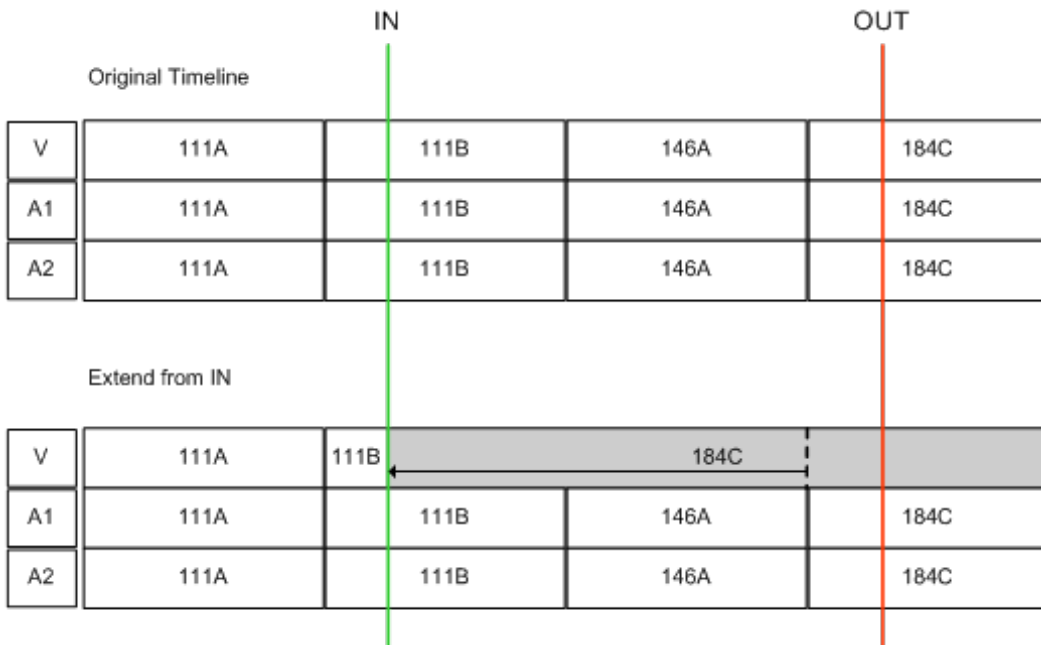 IN OUT
Original Timeline
V 111A 111B 146A 184C
A1 111A 111B 146A 184C
A2 111A 111B 146A 184C
Extend from IN
V 111A 111B 184C
A1 111A 111B 146A 184C
A2 111A 111B 146A 184C